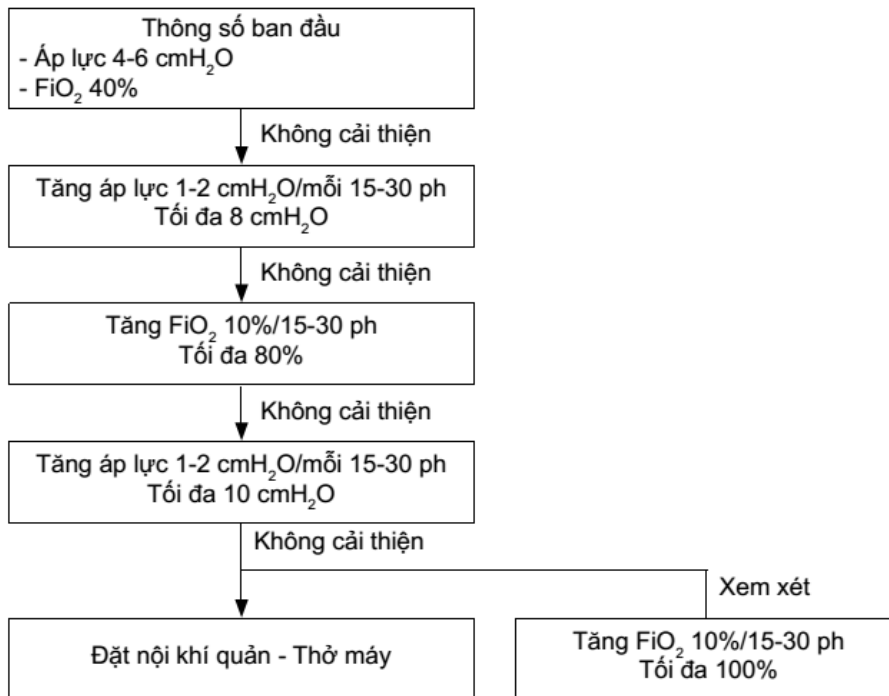 Thông số ban đầu
- Áp lực 4-6 cmH₂O
- FiO₂ 40%
Không cải thiện
Tăng áp lực 1-2 cmH₂O/mỗi 15-30 ph
Tối đa 8 cmH₂O
Không cải thiện
Tăng FiO₂ 10%/15-30 ph
Tối đa 80%
Không cải thiện
Tăng áp lực 1-2 cmH₂O/mỗi 15-30 ph
Tối đa 10 cmH₂O
Không cải thiện
Xem xét
Đặt nội khí quản - Thở máy
Tăng FiO₂ 10%/15-30 ph
Tối đa 100%